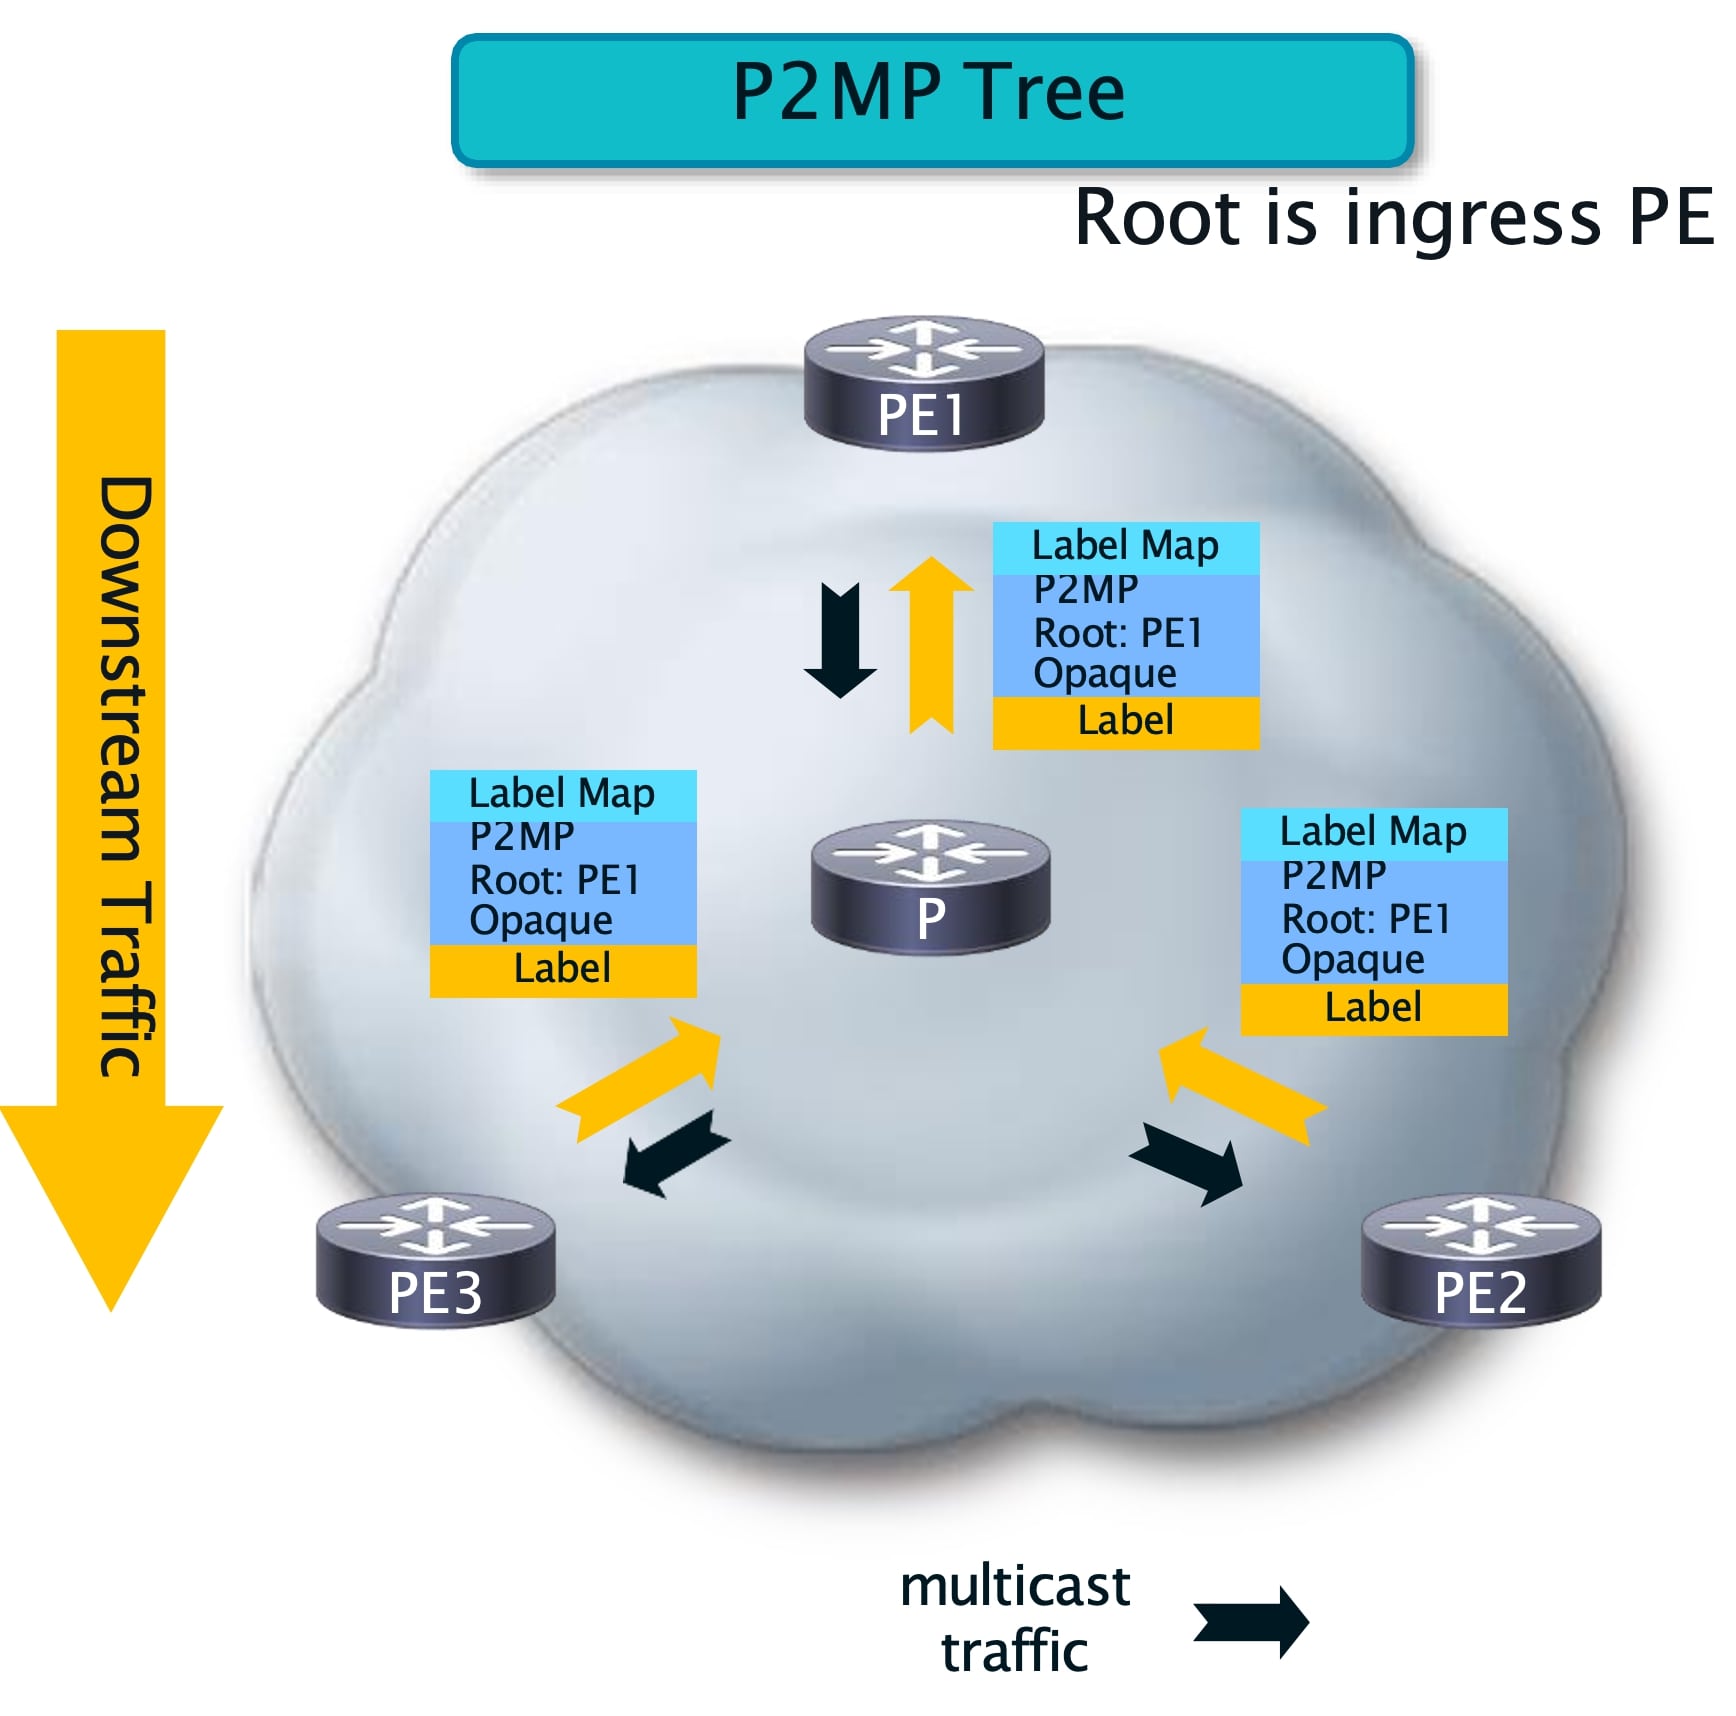 P2MP Tree
Root is ingress PE
PE1
Downstream Traffic
Label Map
P2MP
Root: PE1
Opaque
Label
Label Map
P2MP
Root: PE1
Opaque
Label
P
Label Map
P2MP
Root: PE1
Opaque
Label
PE3
PE2
multicast
traffic